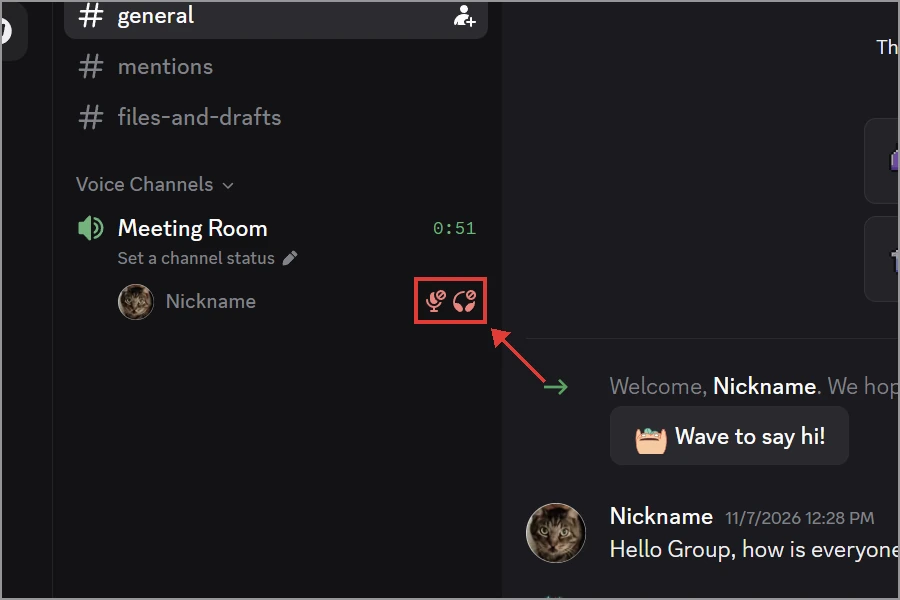 general
mentions
files-and-drafts
Voice Channels
Meeting Room 0:51
Set a channel status
Nickname
Welcome, Nickname. We
Wave to say hi!
Nickname 11/7/2026 12:28 PM
Hello Group, how is everyone